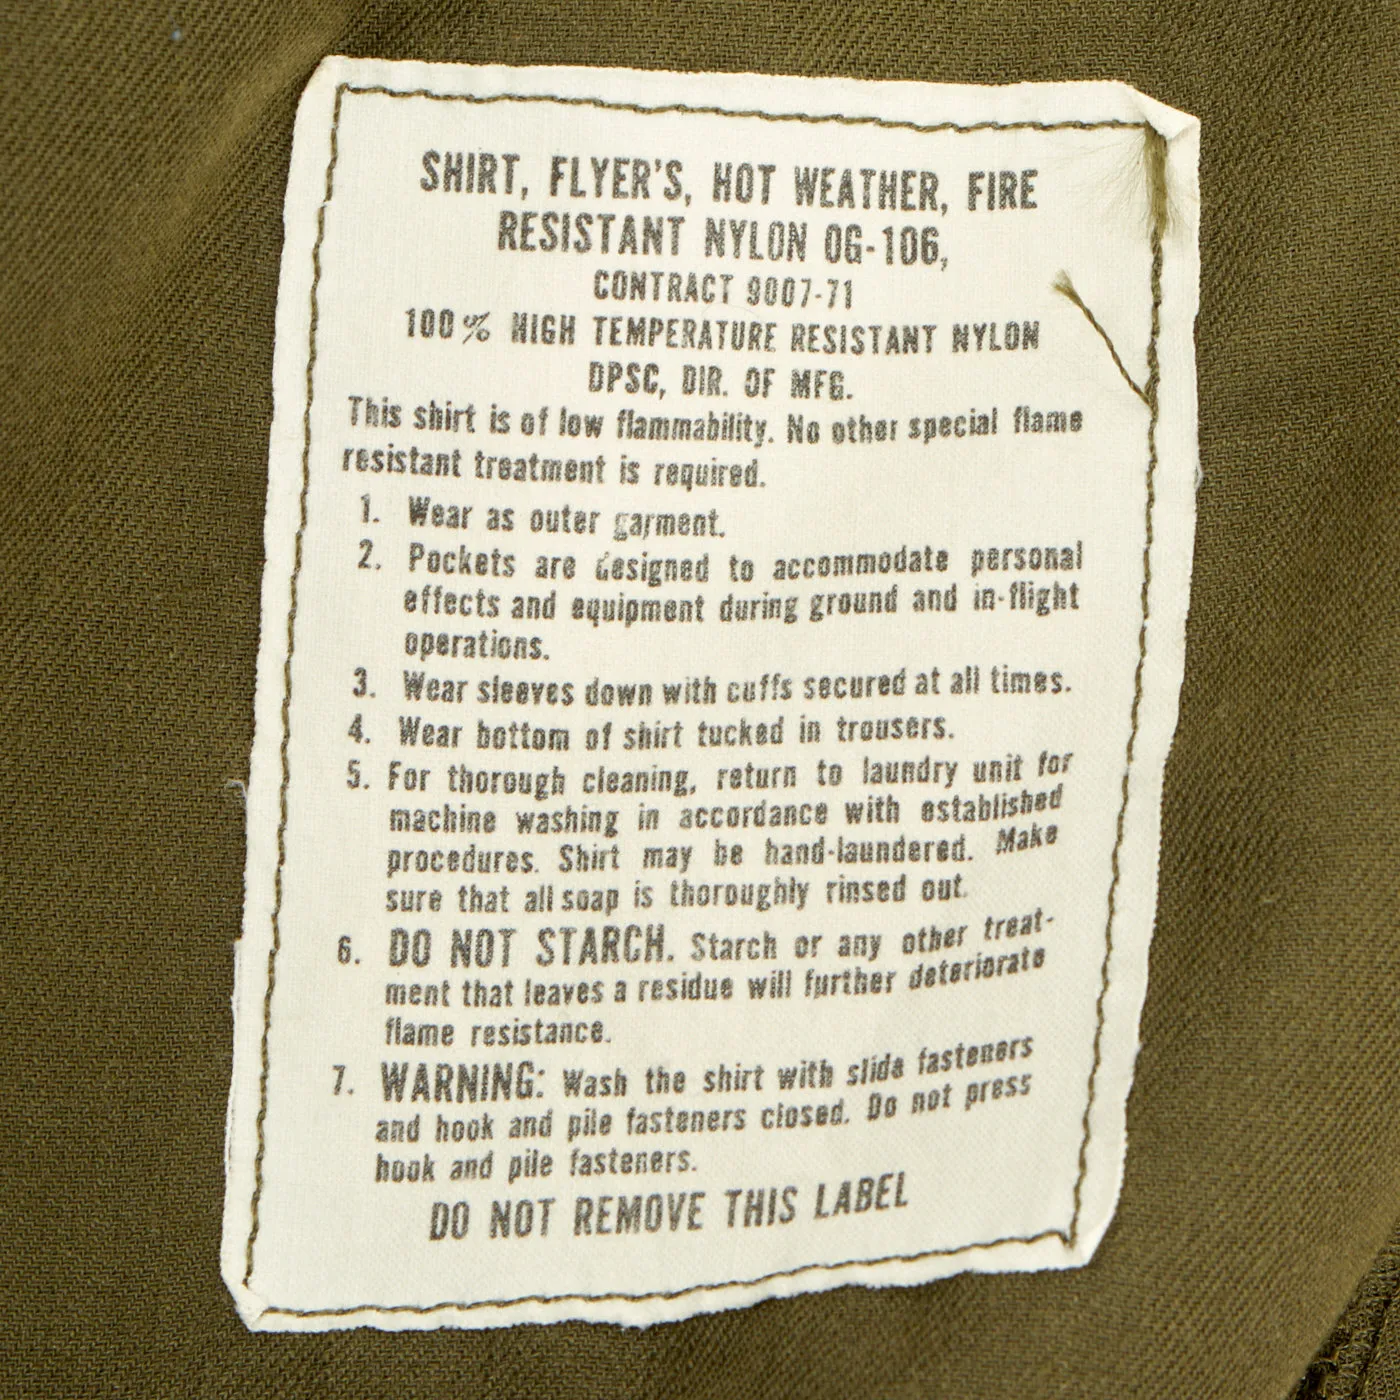 SHIRT, FLYER'S, HOT WEATHER, FIRE
RESISTANT NYLON OG-106,
CONTRACT 9007-71
100% HIGH TEMPERATURE RESISTANT NYLON
DPSC, DIR. OF MFG.
This shirt is of low flammability. No other special flame
resistant treatment is required.
1. Wear as outer garment.
2. Pockets are designed to accommodate personal
effects and equipment during ground and in-flight
operations.
3. Wear sleeves down with cuffs secured at all times.
4. Wear bottom of shirt tucked in trousers.
5. For thorough cleaning, return to laundry unit for
machine washing in accordance with established
procedures. Shirt may be hand-laundered. Make
sure that all soap is thoroughly rinsed out.
6. DO NOT STARCH. Starch or any other treat-
ment that leaves a residue will further deteriorate
flame resistance.
7. WARNING: Wash the shirt with slide fasteners
and hook and pile fasteners closed. Do not press
hook and pile fasteners.
DO NOT REMOVE THIS LABEL